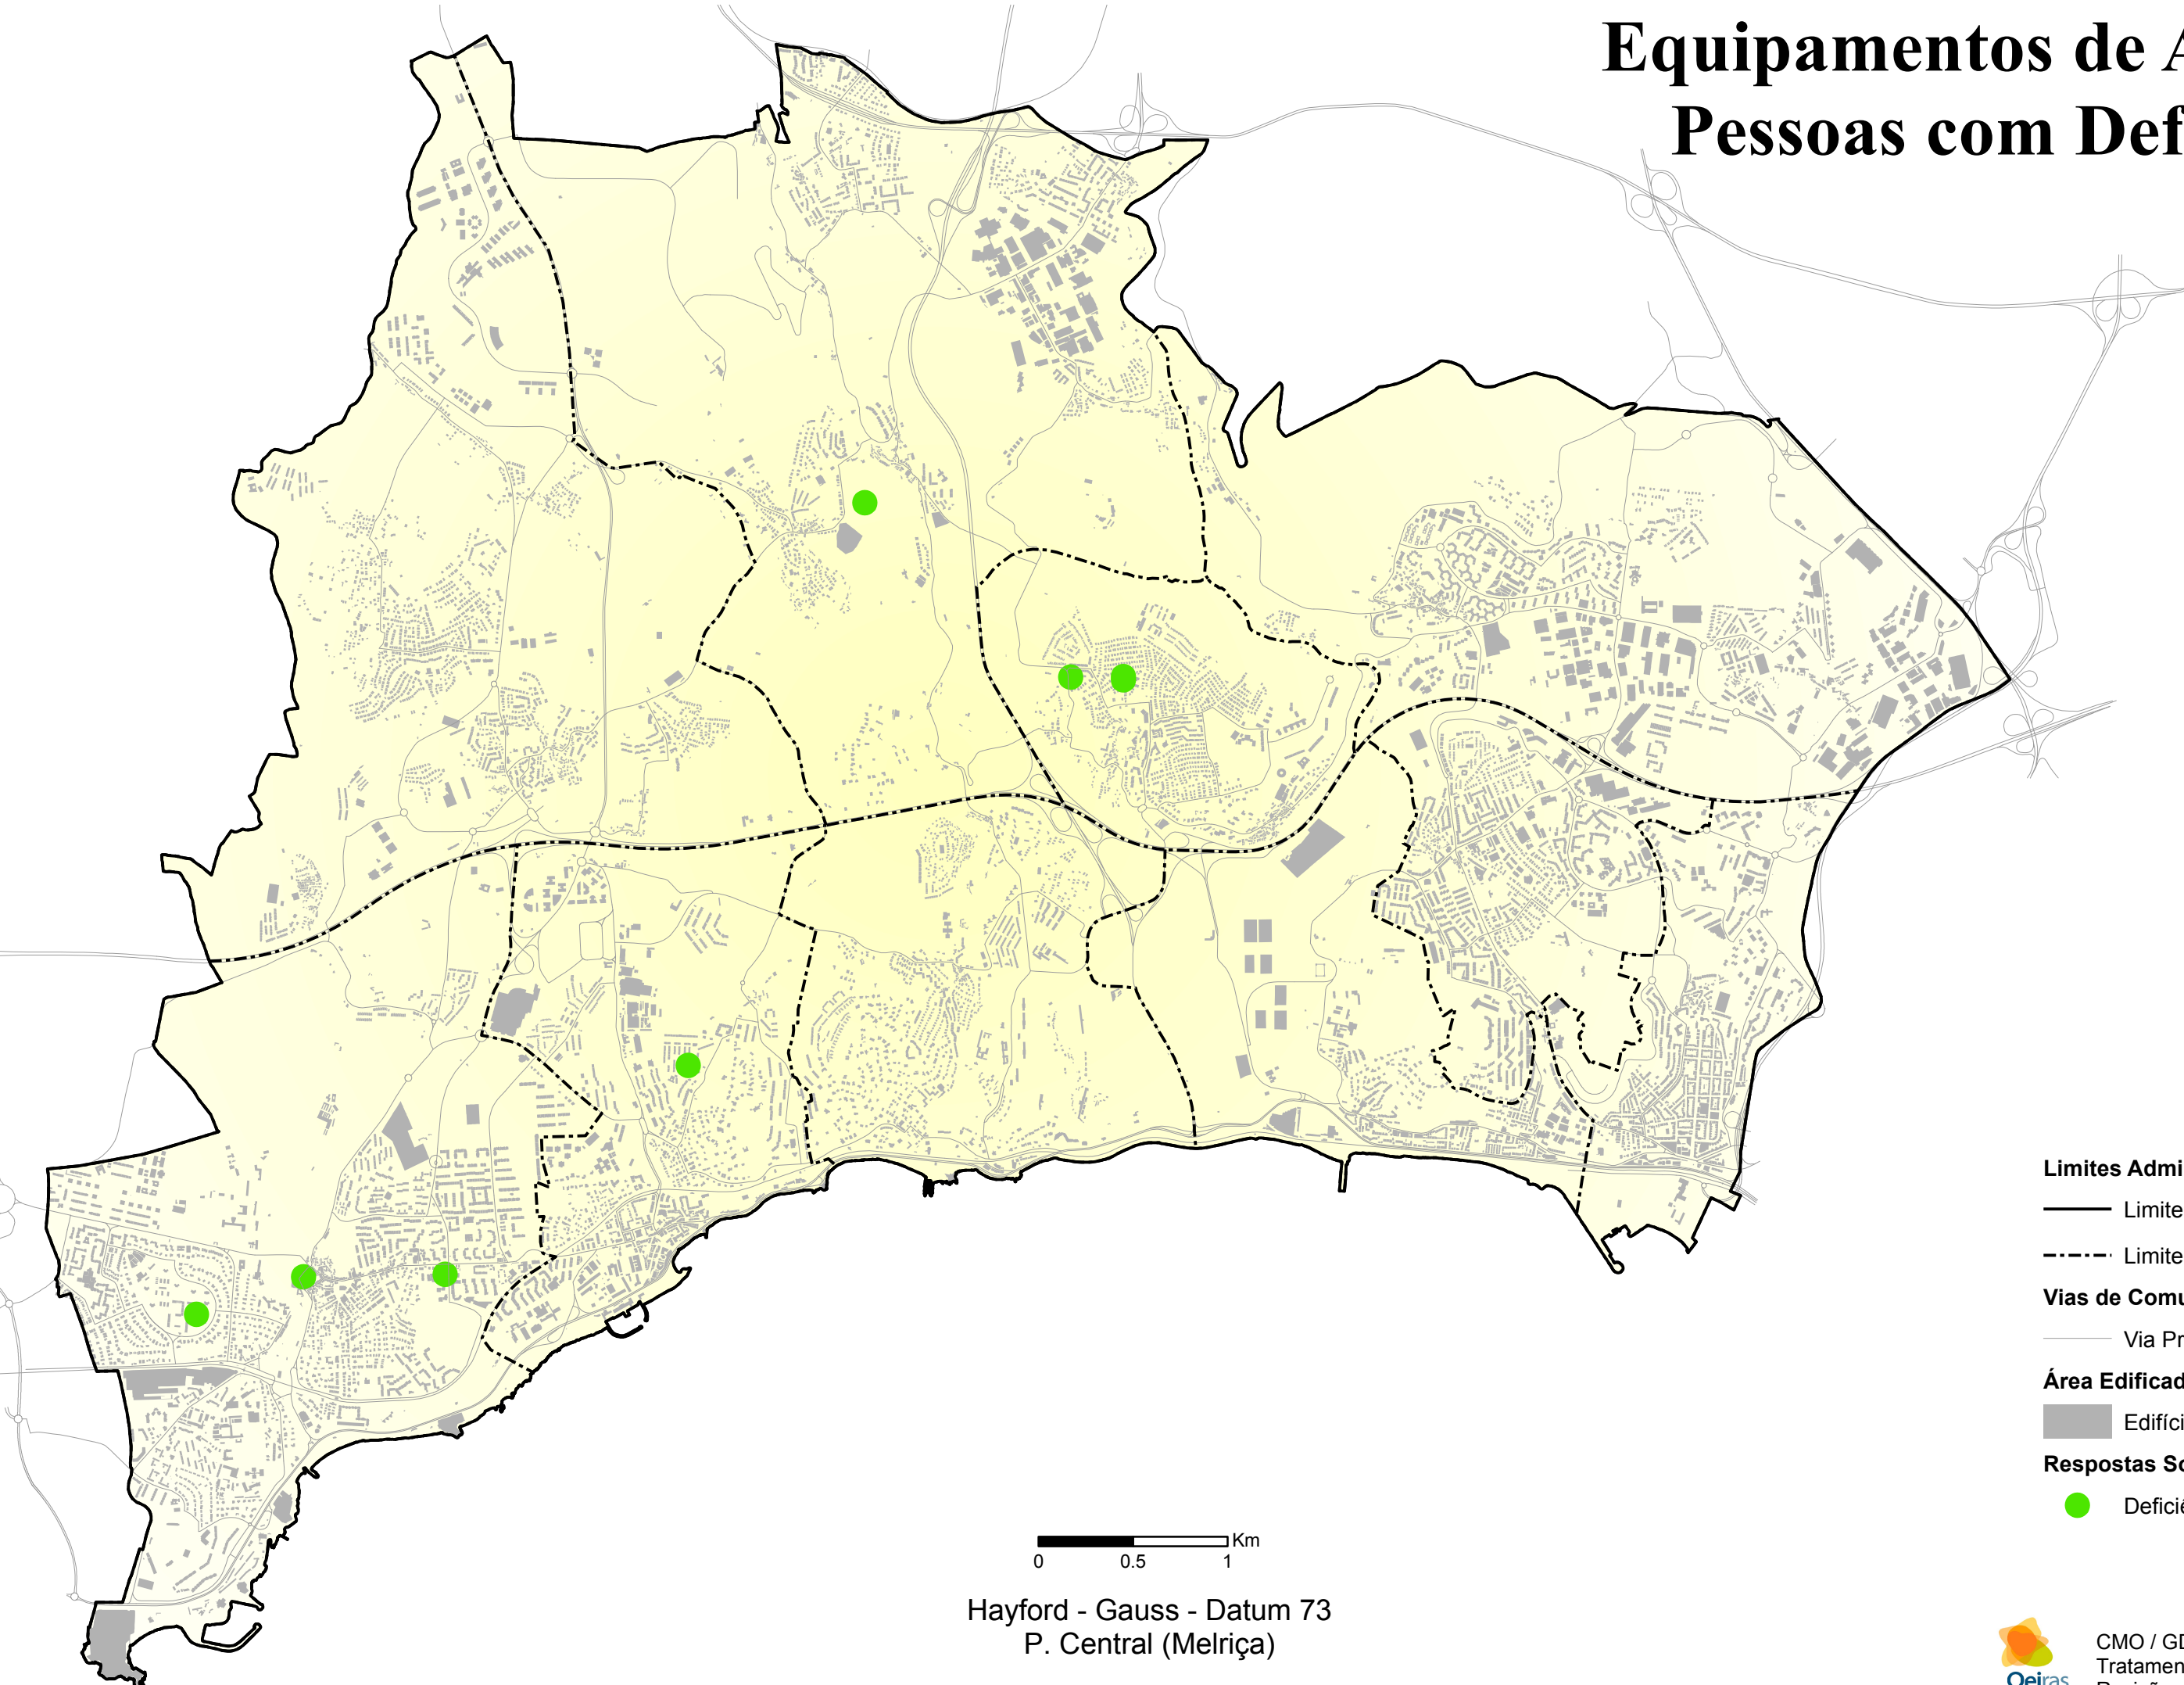 Equipamentos de A
Pessoas com Def
Limites Admi
Limite
Limite
Vias de Comu
Via Pr
Área Edificad
Edifíci
Respostas So
Deficiê
Km
0 0.5 1
Hayford - Gauss - Datum 73
P. Central (Melriça)
CMO / GD
Tratamen
Oeiras